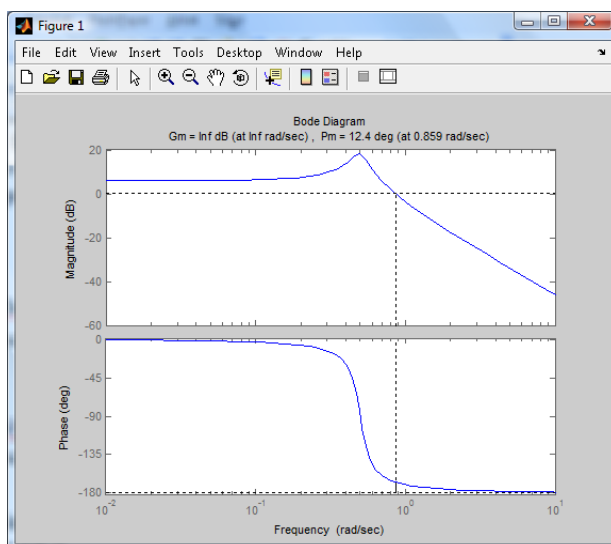 Figure 1
File Edit View Insert Tools Desktop Window Help
Bode Diagram
Gm = Inf dB (at Inf rad/sec) , Pm = 12.4 deg (at 0.859 rad/sec)
20
0
-20
-40
-60
Magnitude (dB)
0
-45
-90
-135
-180
Phase (deg)
10^-2 10^-1 10^0 10^1
Frequency (rad/sec)